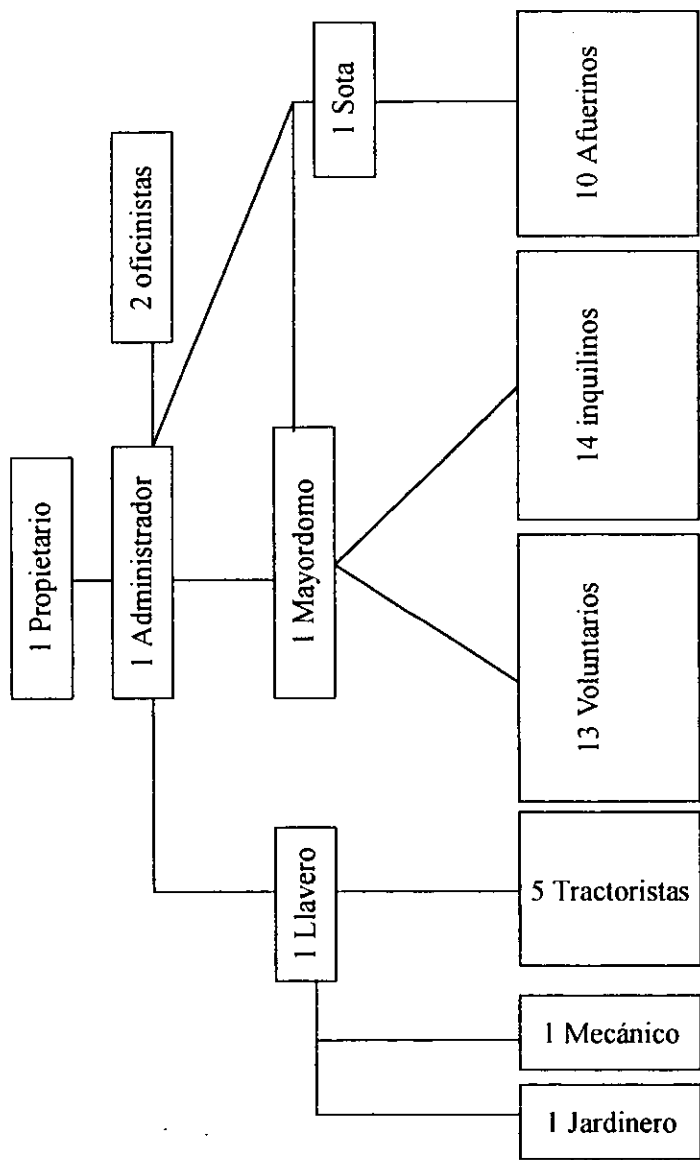 1 Propietario
1 Administrador
2 oficinistas
1 Llavero
1 Mayordomo
1 Sota
1 Jardinero
1 Mecánico
5 Tractoristas
13 Voluntarios
14 inquilinos
10 Afuerinos